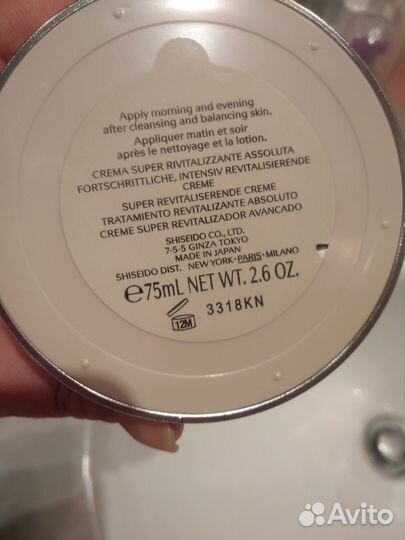 Apply morning and evening
after cleansing and balancing skin.
Appliquer matin et soir
après le nettoyage et la lotion.
CREMA SUPER RIVITALIZZANTE ASSOLUTA
FORTSCHRITTLICHE, INTENSIV REVITALISIERENDE
CREME
SUPER REVITALISERENDE CREME
TRATAMIENTO REVITALIZANTE ABSOLUTO
CREME SUPER REVITALIZADOR AVANÇADO
SHISEIDO CO., LTD.
7-5-5 GINZA TOKYO
MADE IN JAPAN
SHISEIDO DIST. NEW YORK·PARIS·MILANO
℮75mL NET WT. 2.6 OZ.
12M
3318KN
Avito